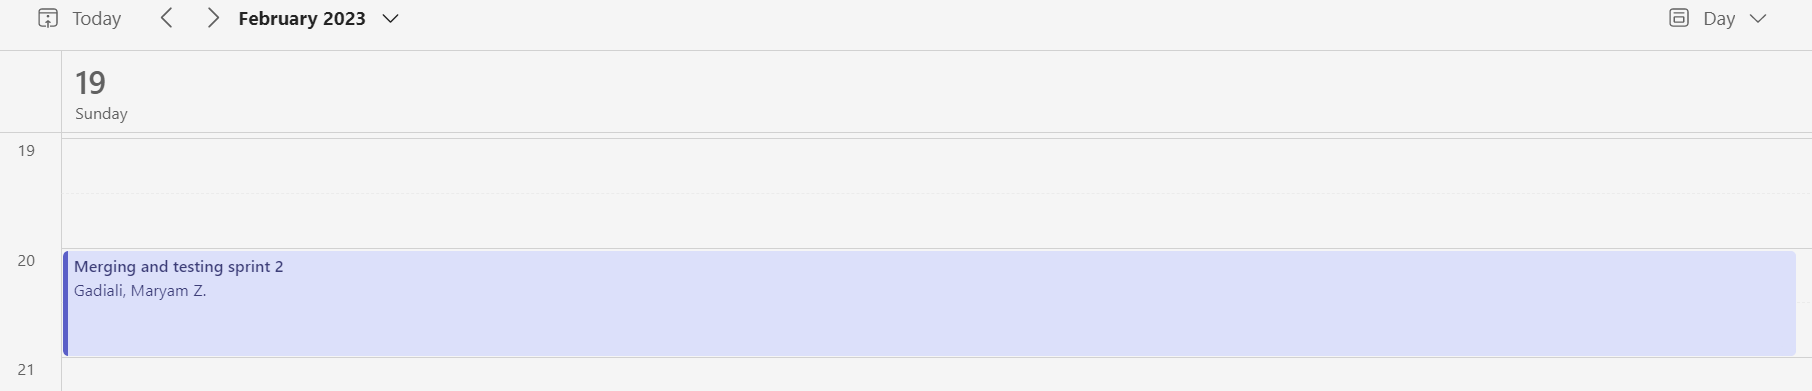 Today February 2023 Day
19
Sunday
19
20
Merging and testing sprint 2
Gadiali, Maryam Z.
21